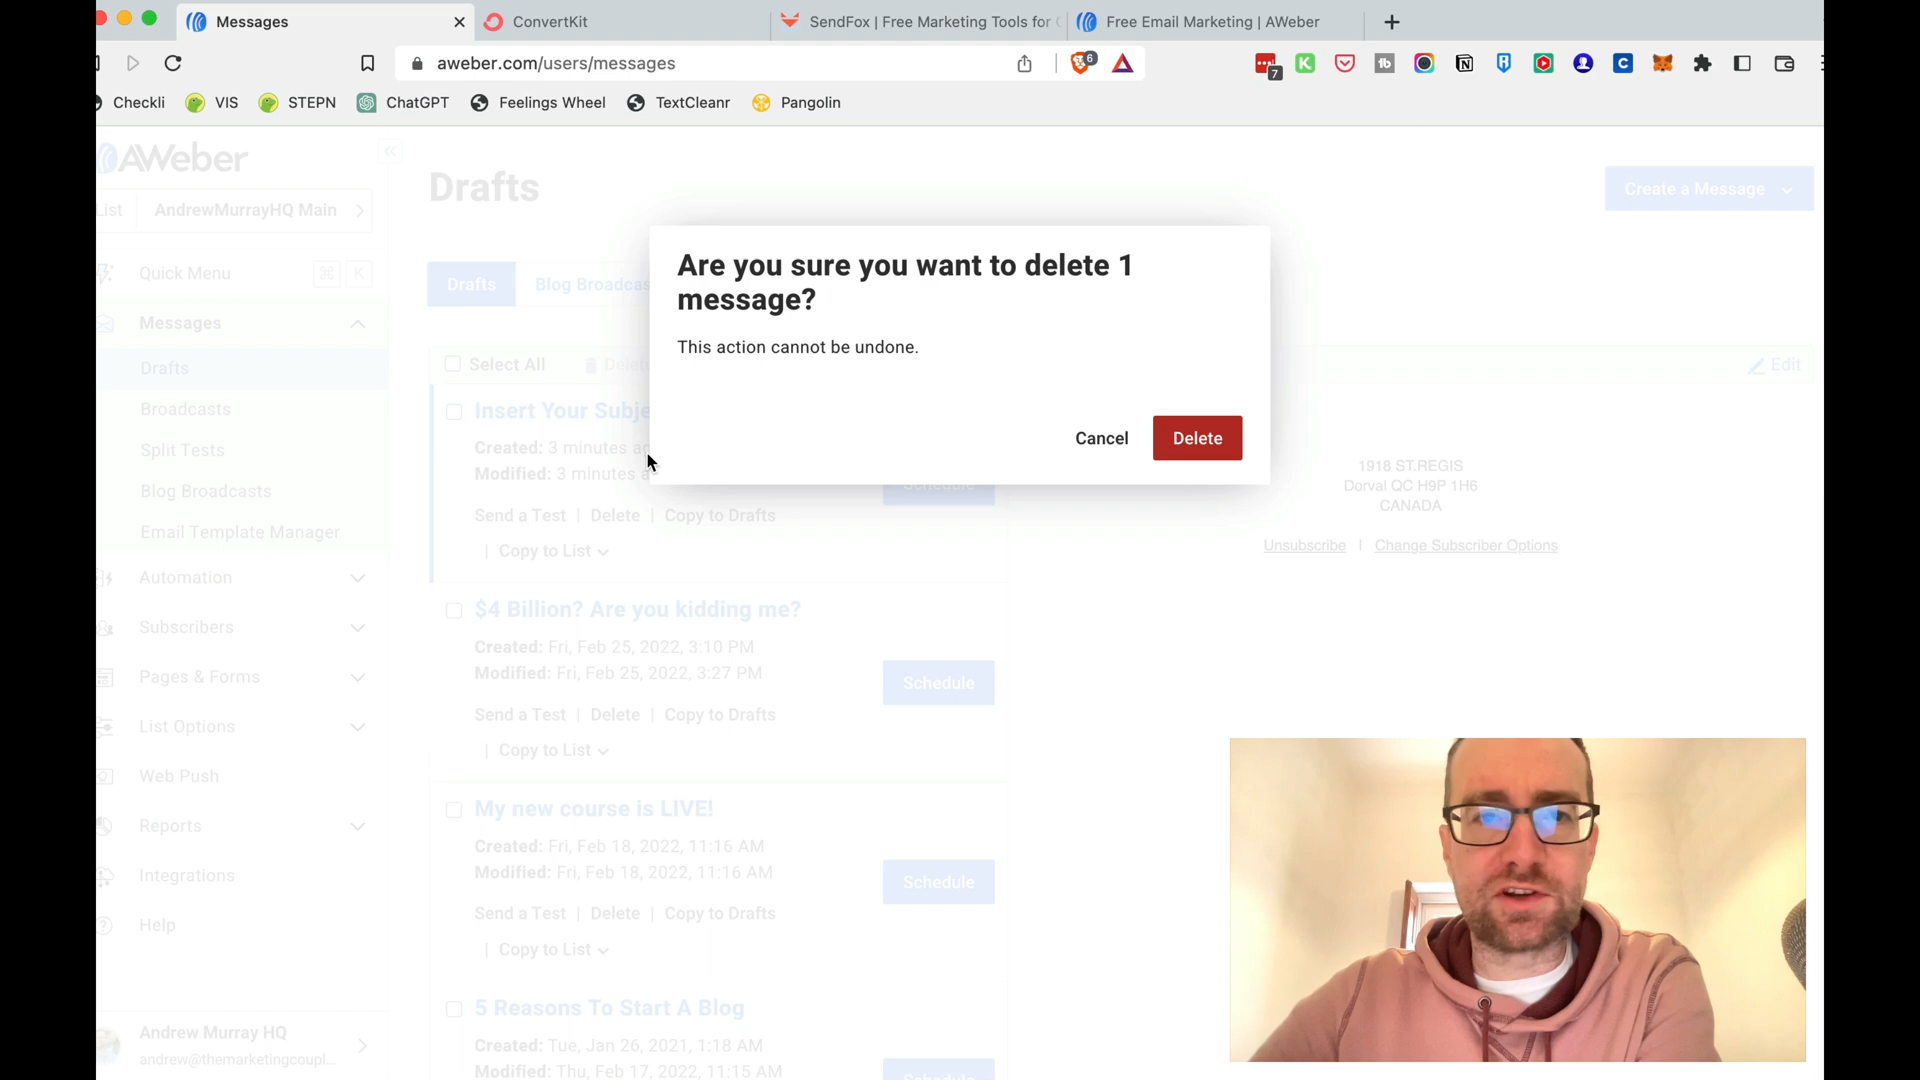 Messages
ConvertKit
SendFox | Free Marketing Tools for
Free Email Marketing | AWeber
aweber.com/users/messages
6
7
Checkli
VIS
STEPN
ChatGPT
Feelings Wheel
TextCleanr
Pangolin
AWeber
List
AndrewMurrayHQ Main
Quick Menu
⌘ K
Messages
Drafts
Broadcasts
Split Tests
Blog Broadcasts
Email Template Manager
Automation
Subscribers
Pages & Forms
List Options
Web Push
Reports
Integrations
Help
Andrew Murray HQ
andrew@themarketingcoupl...
Drafts
Create a Message
Drafts
Blog Broadcas
Select All
Delet
Edit
Are you sure you want to delete 1
message?
This action cannot be undone.
Cancel
Delete
Insert Your Subje
Created: 3 minutes ag
Modified: 3 minutes a
Schedule
Send a Test | Delete | Copy to Drafts
| Copy to List
$4 Billion? Are you kidding me?
Created: Fri, Feb 25, 2022, 3:10 PM
Modified: Fri, Feb 25, 2022, 3:27 PM
Schedule
Send a Test | Delete | Copy to Drafts
| Copy to List
My new course is LIVE!
Created: Fri, Feb 18, 2022, 11:16 AM
Modified: Fri, Feb 18, 2022, 11:16 AM
Schedule
Send a Test | Delete | Copy to Drafts
| Copy to List
5 Reasons To Start A Blog
Created: Tue, Jan 26, 2021, 1:18 AM
Modified: Thu, Feb 17, 2022, 11:15 AM
Schedule
1918 ST.REGIS
Dorval QC H9P 1H6
CANADA
Unsubscribe | Change Subscriber Options